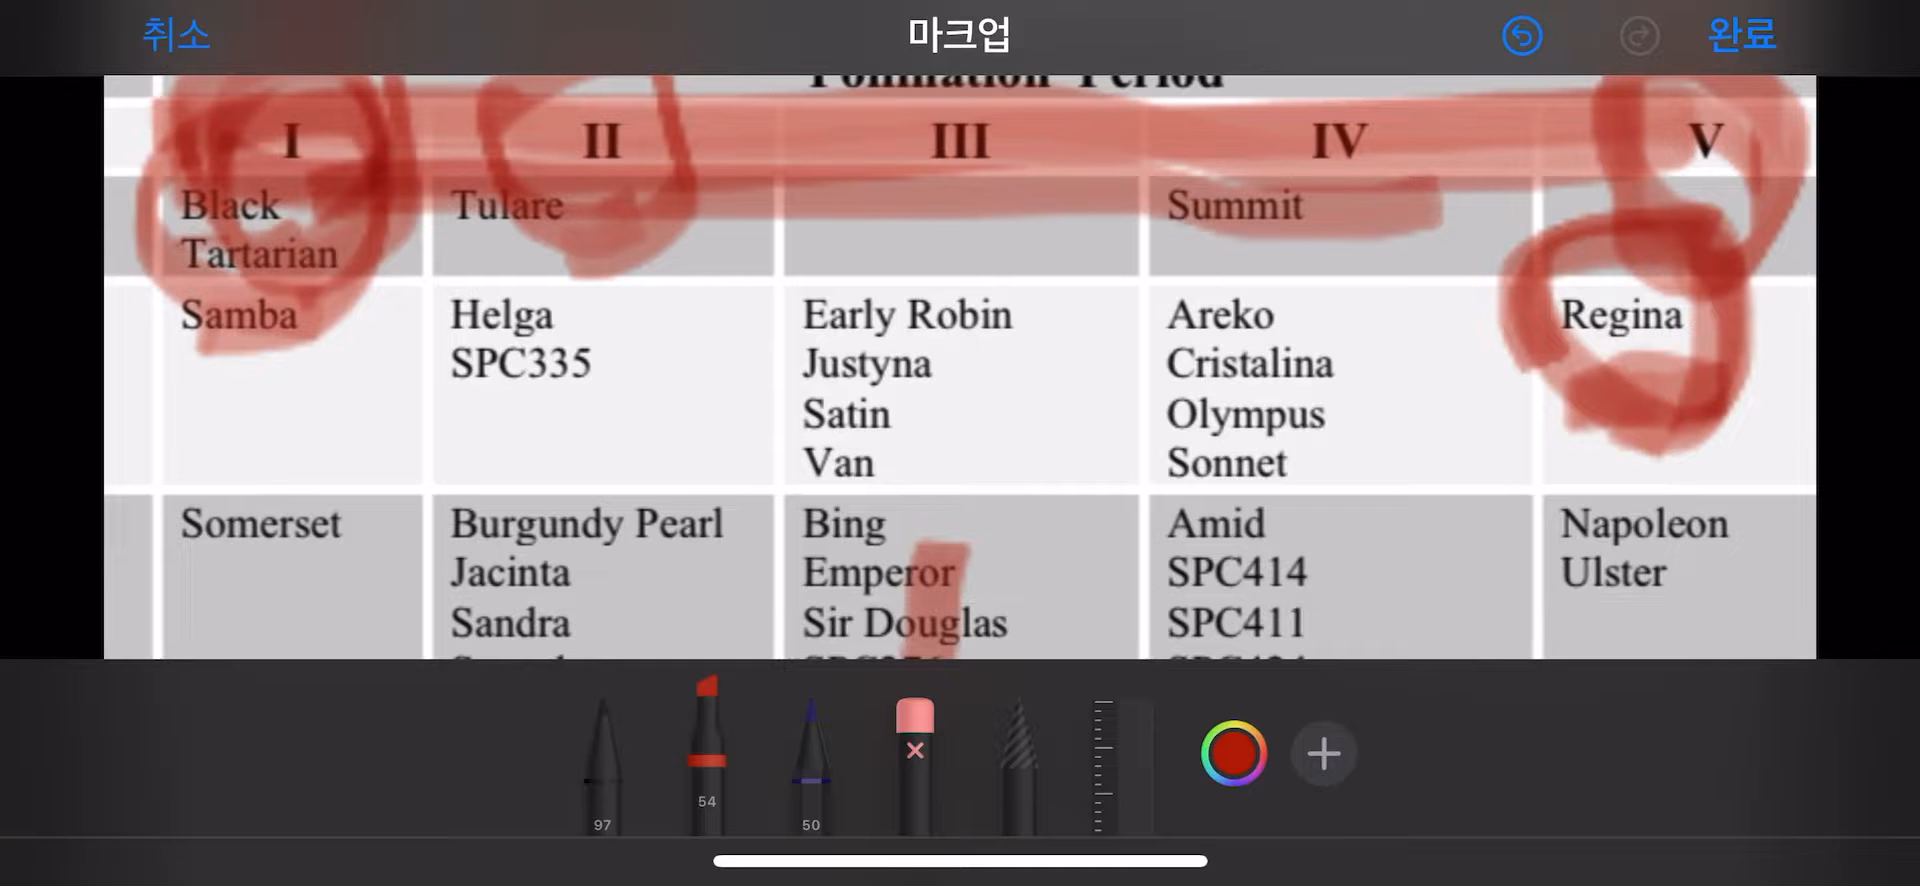 취소
마크업
완료
Pollination Period
I II III IV V
Black Tulare Summit
Tartarian
Samba Helga Early Robin Areko Regina
SPC335 Justyna Cristalina
Satin Olympus
Van Sonnet
Somerset Burgundy Pearl Bing Amid Napoleon
Jacinta Emperor SPC414 Ulster
Sandra Sir Douglas SPC411
97
54
50